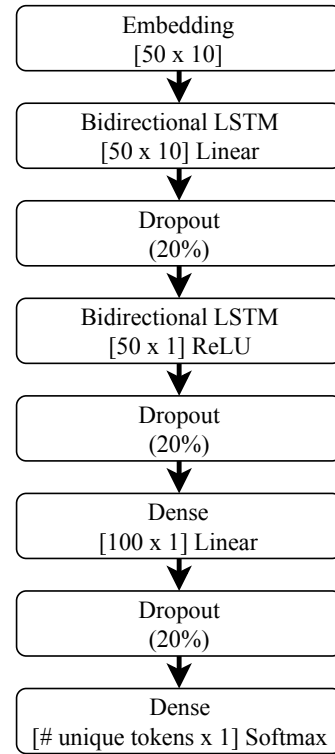 Embedding
[50 x 10]
Bidirectional LSTM
[50 x 10] Linear
Dropout
(20%)
Bidirectional LSTM
[50 x 1] ReLU
Dropout
(20%)
Dense
[100 x 1] Linear
Dropout
(20%)
Dense
[# unique tokens x 1] Softmax